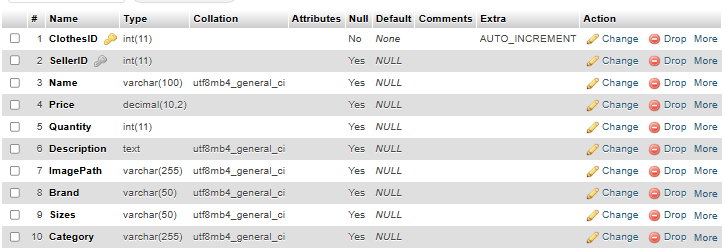 # Name Type Collation Attributes Null Default Comments Extra Action
1 ClothesID int(11) No None AUTO_INCREMENT Change Drop More
2 SellerID int(11) Yes NULL Change Drop More
3 Name varchar(100) utf8mb4_general_ci Yes NULL Change Drop More
4 Price decimal(10,2) Yes NULL Change Drop More
5 Quantity int(11) Yes NULL Change Drop More
6 Description text utf8mb4_general_ci Yes NULL Change Drop More
7 ImagePath varchar(255) utf8mb4_general_ci Yes NULL Change Drop More
8 Brand varchar(50) utf8mb4_general_ci Yes NULL Change Drop More
9 Sizes varchar(50) utf8mb4_general_ci Yes NULL Change Drop More
10 Category varchar(255) utf8mb4_general_ci Yes NULL Change Drop More